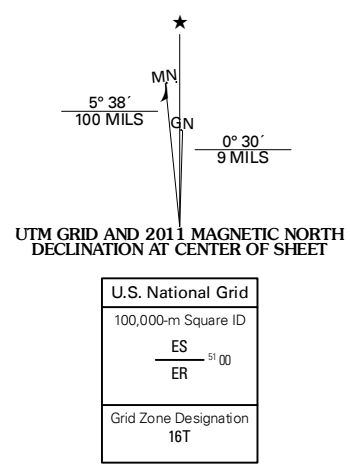 ★
MN
5° 38´
100 MILS
GN
0° 30´
9 MILS
UTM GRID AND 2011 MAGNETIC NORTH
DECLINATION AT CENTER OF SHEET
U.S. National Grid
100,000-m Square ID
ES
51 00
ER
Grid Zone Designation
16T